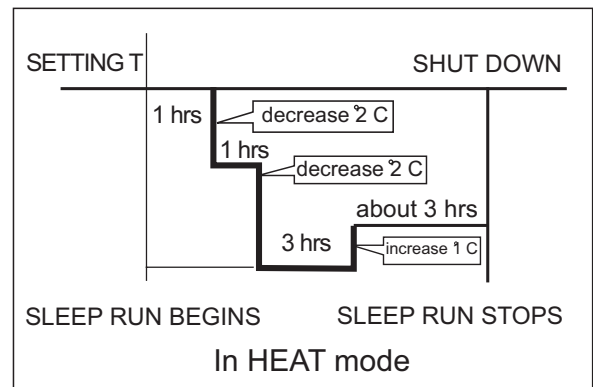 SETTING T
SHUT DOWN
1 hrs
decrease °2 C
1 hrs
decrease °2 C
about 3 hrs
3 hrs
increase °1 C
SLEEP RUN BEGINS
SLEEP RUN STOPS
In HEAT mode